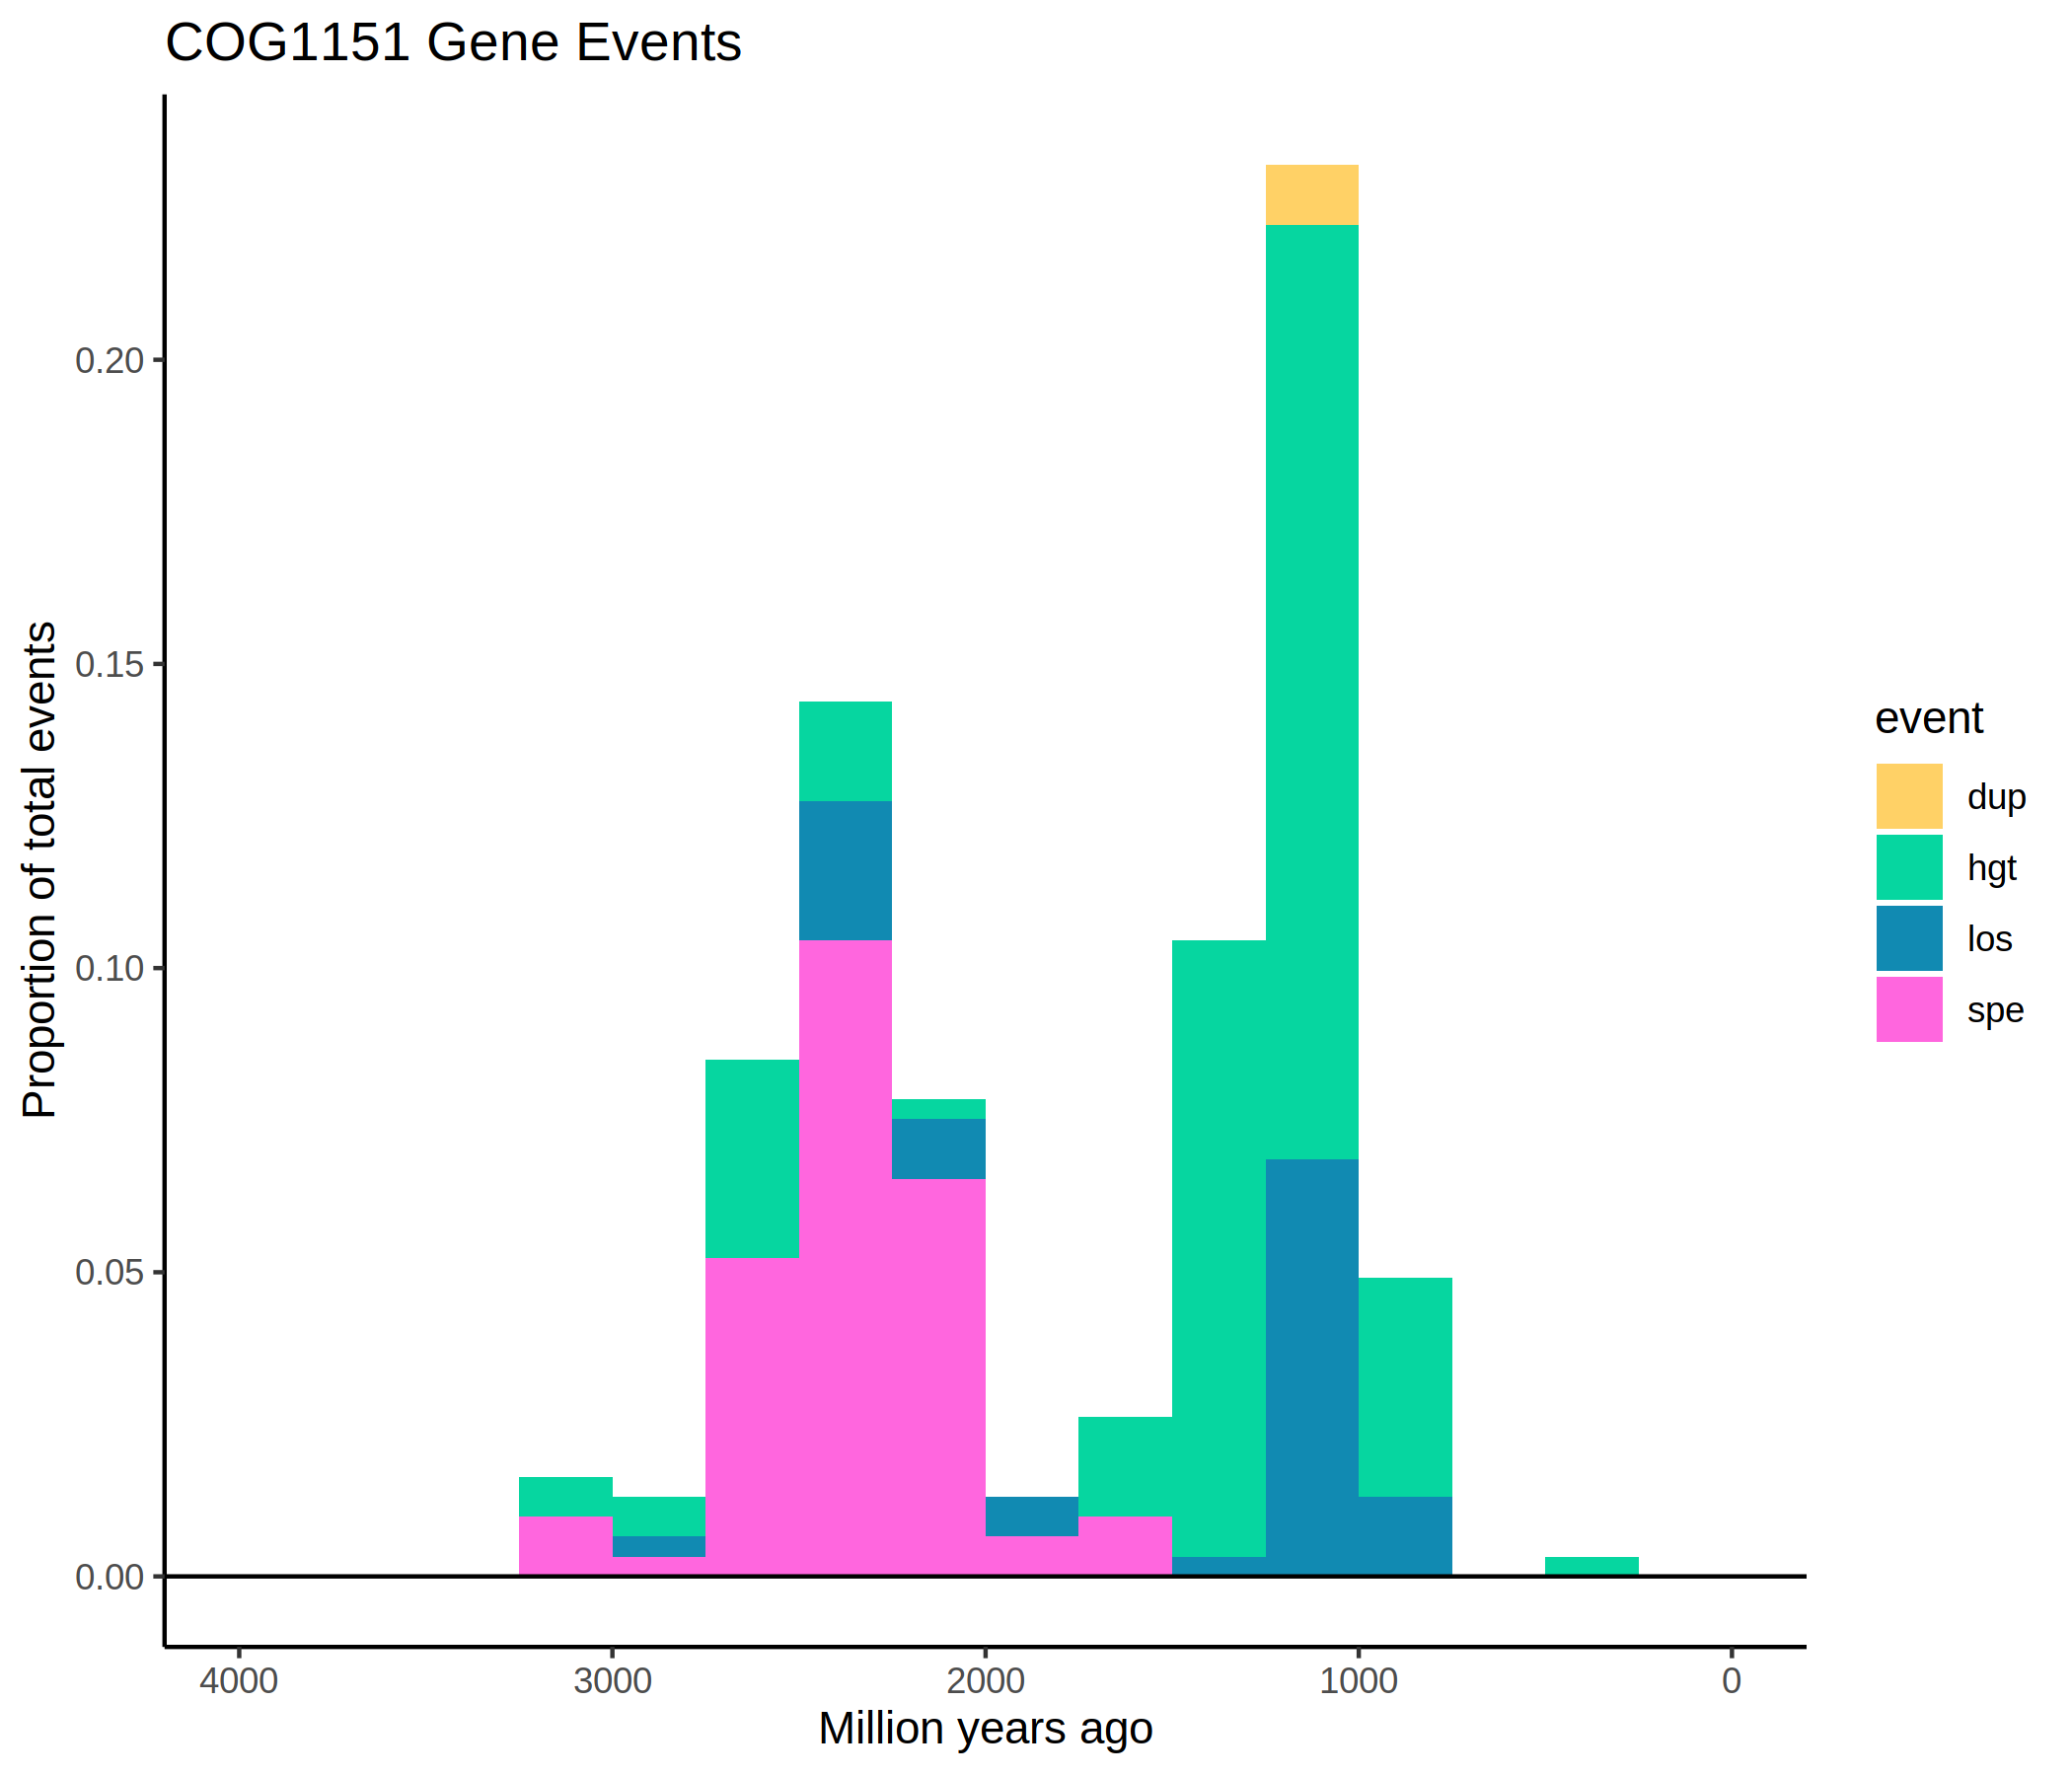 COG1151 Gene Events
Proportion of total events
0.20
0.15
0.10
0.05
0.00
4000 3000 2000 1000 0
Million years ago
event
dup
hgt
los
spe